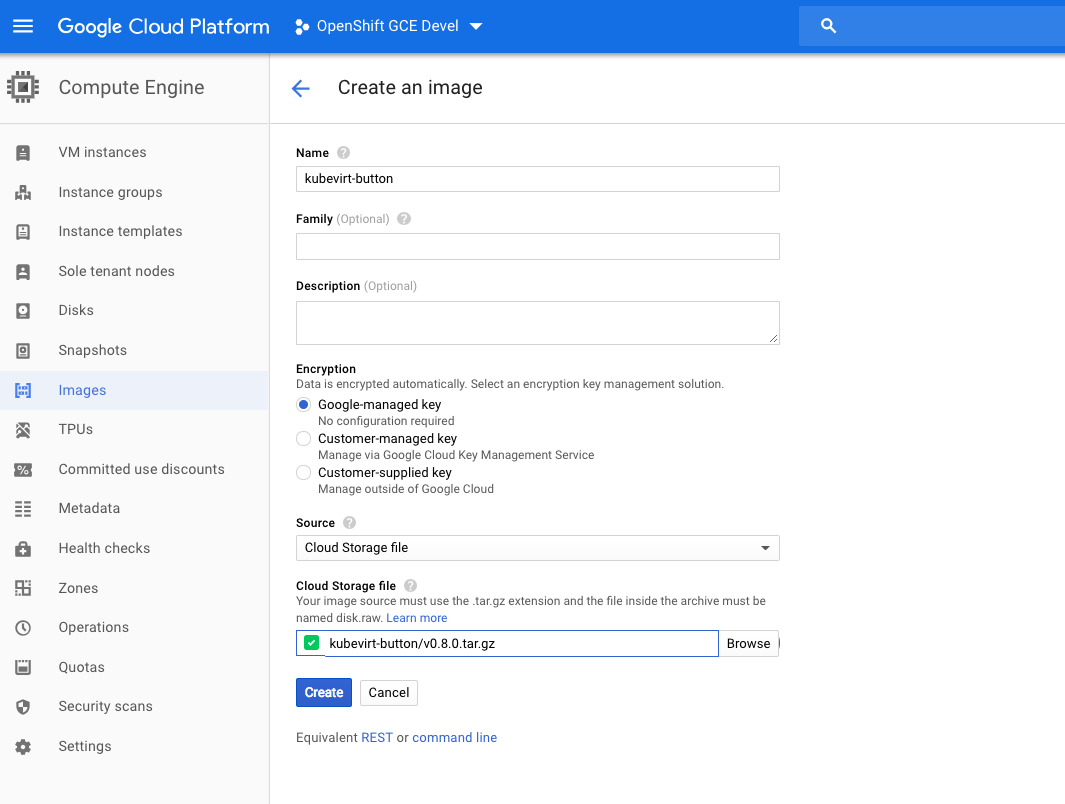 Google Cloud Platform
OpenShift GCE Devel
Compute Engine
Create an image
VM instances
Instance groups
Instance templates
Sole tenant nodes
Disks
Snapshots
Images
TPUs
Committed use discounts
Metadata
Health checks
Zones
Operations
Quotas
Security scans
Settings
Name ?
kubevirt-button
Family (Optional) ?
Description (Optional)
Encryption
Data is encrypted automatically. Select an encryption key management solution.
Google-managed key
No configuration required
Customer-managed key
Manage via Google Cloud Key Management Service
Customer-supplied key
Manage outside of Google Cloud
Source ?
Cloud Storage file
Cloud Storage file ?
Your image source must use the .tar.gz extension and the file inside the archive must be
named disk.raw. Learn more
kubevirt-button/v0.8.0.tar.gz
Browse
Create
Cancel
Equivalent REST or command line